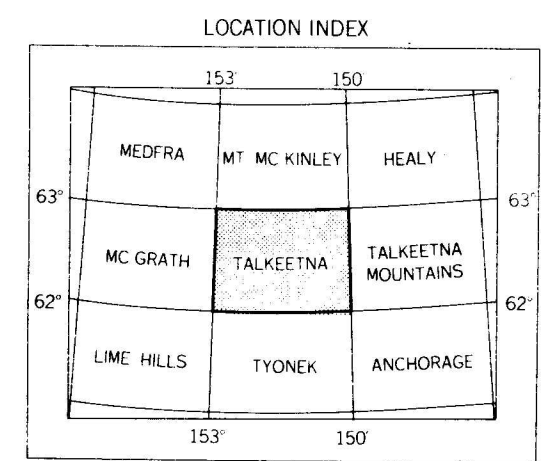 LOCATION INDEX
153° 150°
MEDFRA MT MC KINLEY HEALY
63° 63°
MC GRATH TALKEETNA TALKEETNA
MOUNTAINS
62° 62°
LIME HILLS TYONEK ANCHORAGE
153° 150°